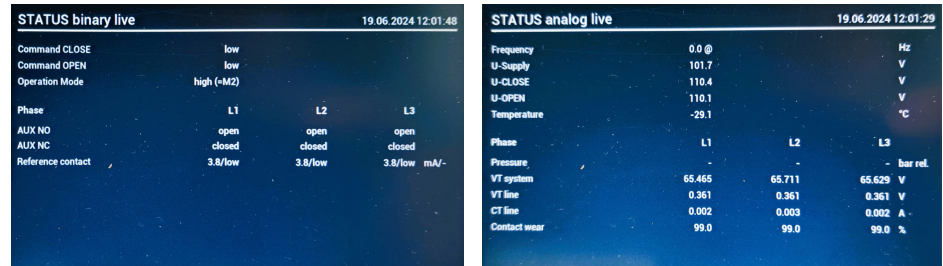 STATUS binary live 19.06.2024 12:01:48
Command CLOSE low
Command OPEN low
Operation Mode high (=M2)
Phase L1 L2 L3
AUX NO open open open
AUX NC closed closed closed
Reference contact 3.8/low 3.8/low 3.8/low mA/-
STATUS analog live 19.06.2024 12:01:29
Frequency 0.0 @ Hz
U-Supply 101.7 V
U-CLOSE 110.4 V
U-OPEN 110.1 V
Temperature -29.1 °C
Phase L1 L2 L3
Pressure - - - bar rel.
VT system 65.465 65.711 65.629 V
VT line 0.361 0.361 0.361 V
CT line 0.002 0.003 0.002 A
Contact wear 99.0 99.0 99.0 %